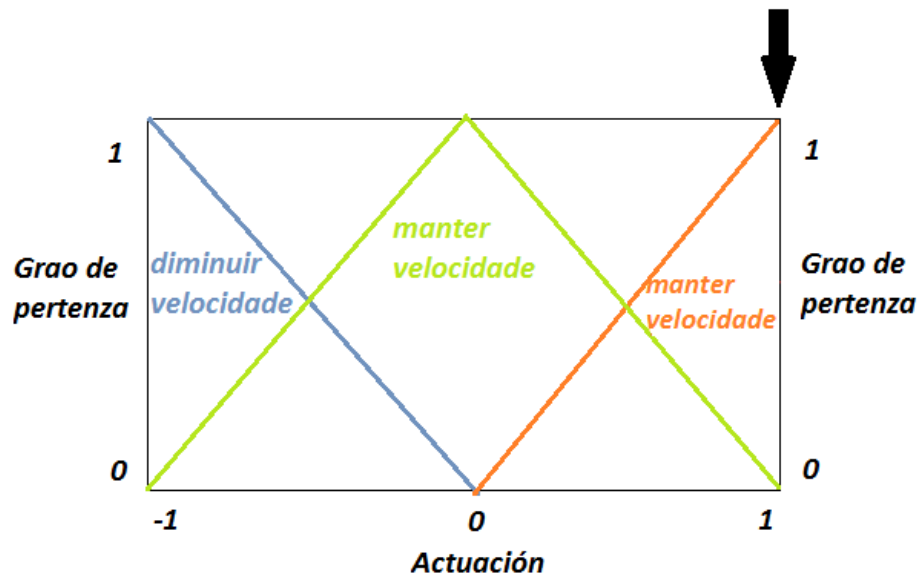 1
1
manter
velocidade
diminuir
velocidade
Grao de
pertenza
manter
velocidade
Grao de
pertenza
0
0
-1
0
1
Actuación